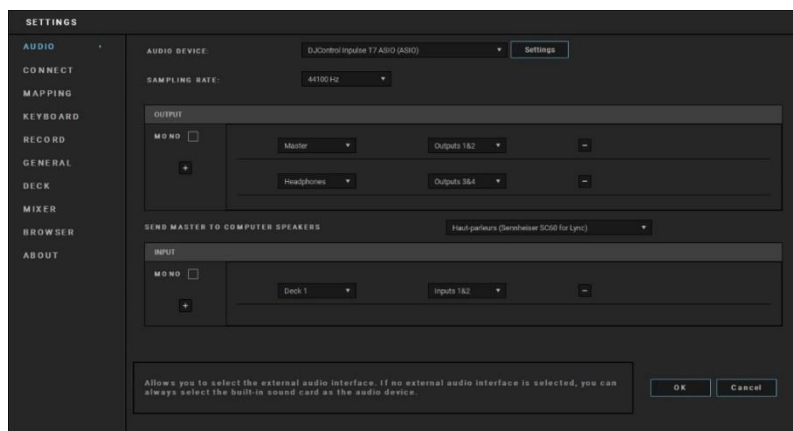 SETTINGS
AUDIO
CONNECT
MAPPING
KEYBOARD
RECORD
GENERAL
DECK
MIXER
BROWSER
ABOUT
AUDIO DEVICE: DJControl Inpulse T7 ASIO (ASIO) Settings
SAMPLING RATE: 44100 Hz
OUTPUT
MONO
Master Outputs 1&2 −
+
Headphones Outputs 3&4 −
SEND MASTER TO COMPUTER SPEAKERS Haut-parleurs (Sennheiser SC60 for Lync)
INPUT
MONO
Deck 1 Inputs 1&2 −
+
Allows you to select the external audio interface. If no external audio interface is selected, you can
always select the built-in sound card as the audio device.
OK Cancel